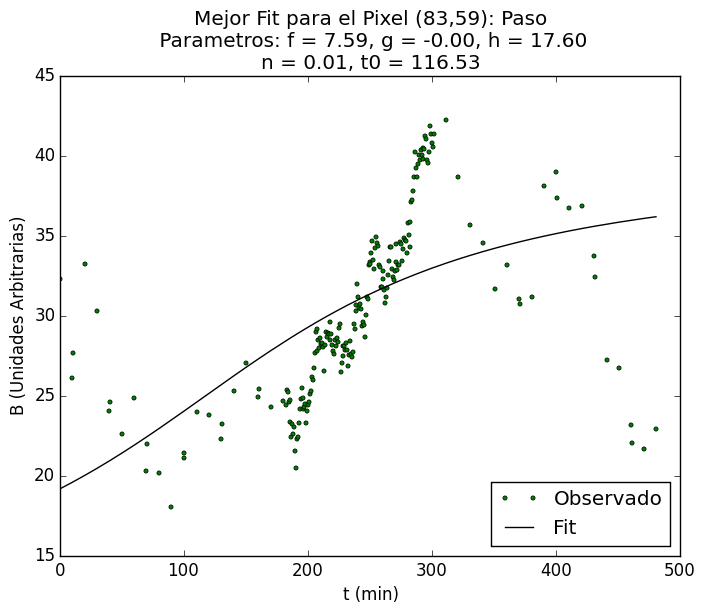 Mejor Fit para el Pixel (83,59): Paso
Parametros: f = 7.59, g = -0.00, h = 17.60
n = 0.01, t0 = 116.53
45
40
35
30
25
20
15
B (Unidades Arbitrarias)
Observado
Fit
0 100 200 300 400 500
t (min)